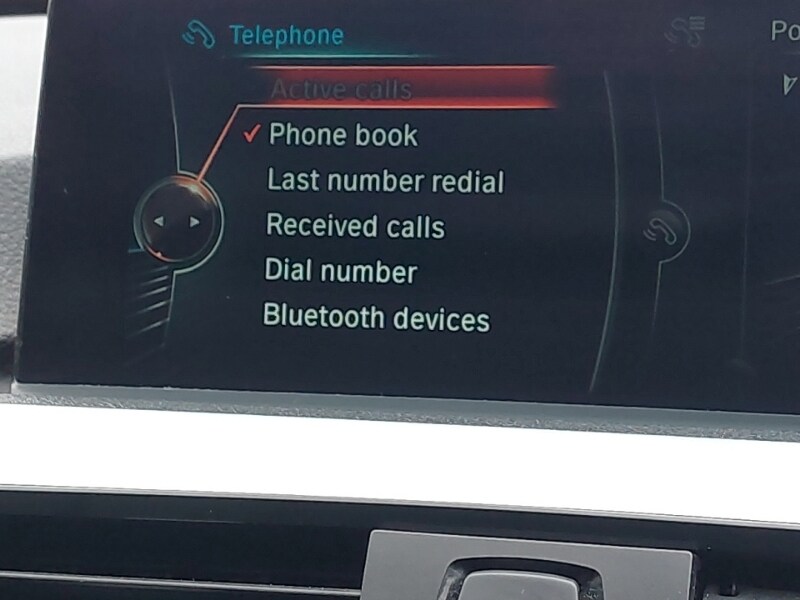 Telephone
Active calls
Phone book
Last number redial
Received calls
Dial number
Bluetooth devices
Po